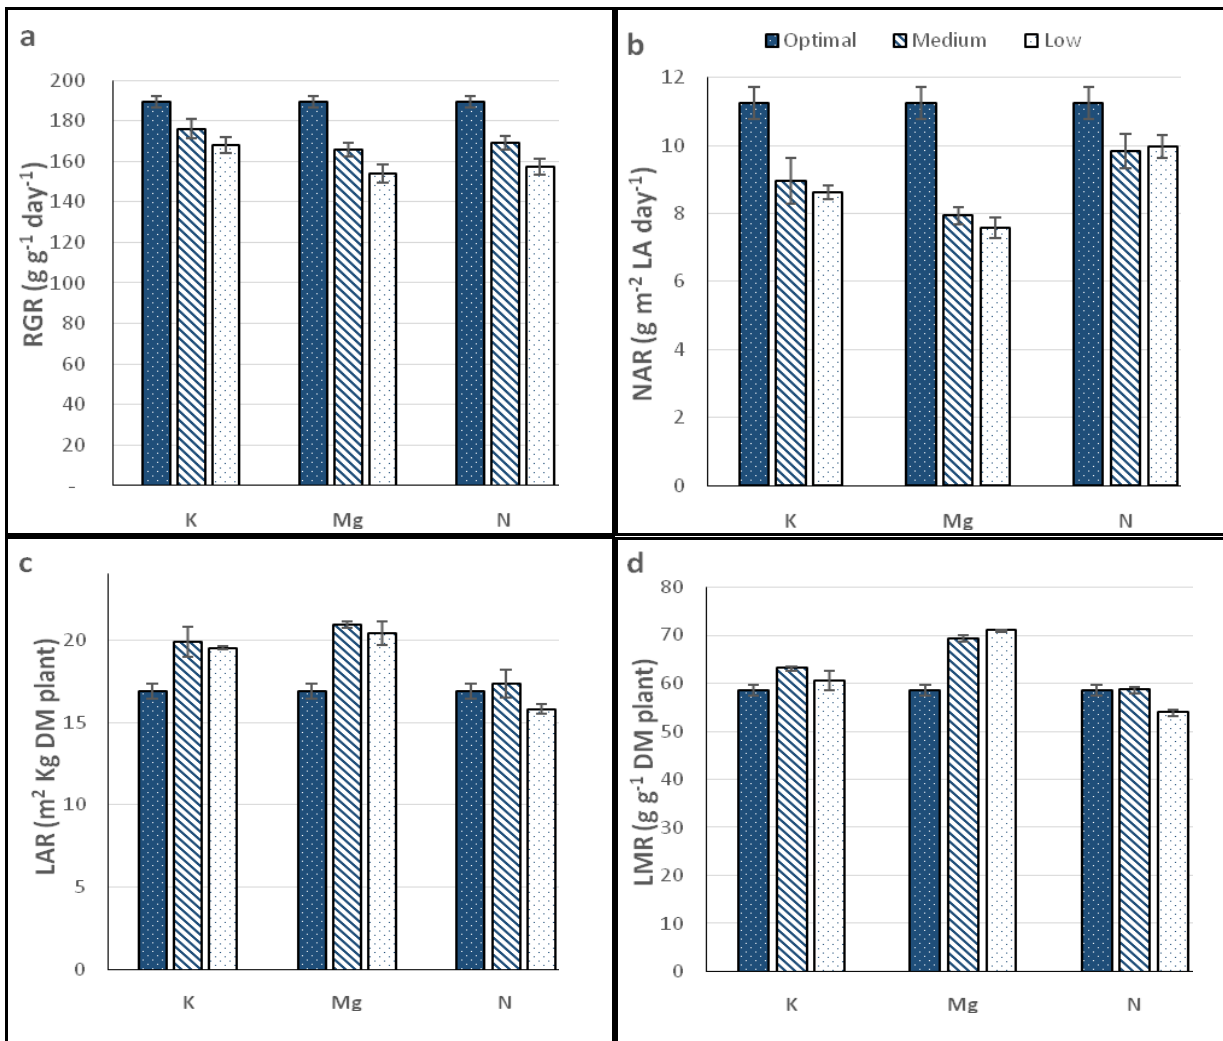 a
RGR (g g⁻¹ day⁻¹)
200
180
160
140
120
100
80
60
40
20
-
K Mg N
b
Optimal Medium Low
NAR (g m⁻² LA day⁻¹)
12
10
8
6
4
2
0
K Mg N
c
LAR (m² Kg DM plant)
20
15
10
5
0
K Mg N
d
LMR (g g⁻¹ DM plant)
80
70
60
50
40
30
20
10
0
K Mg N